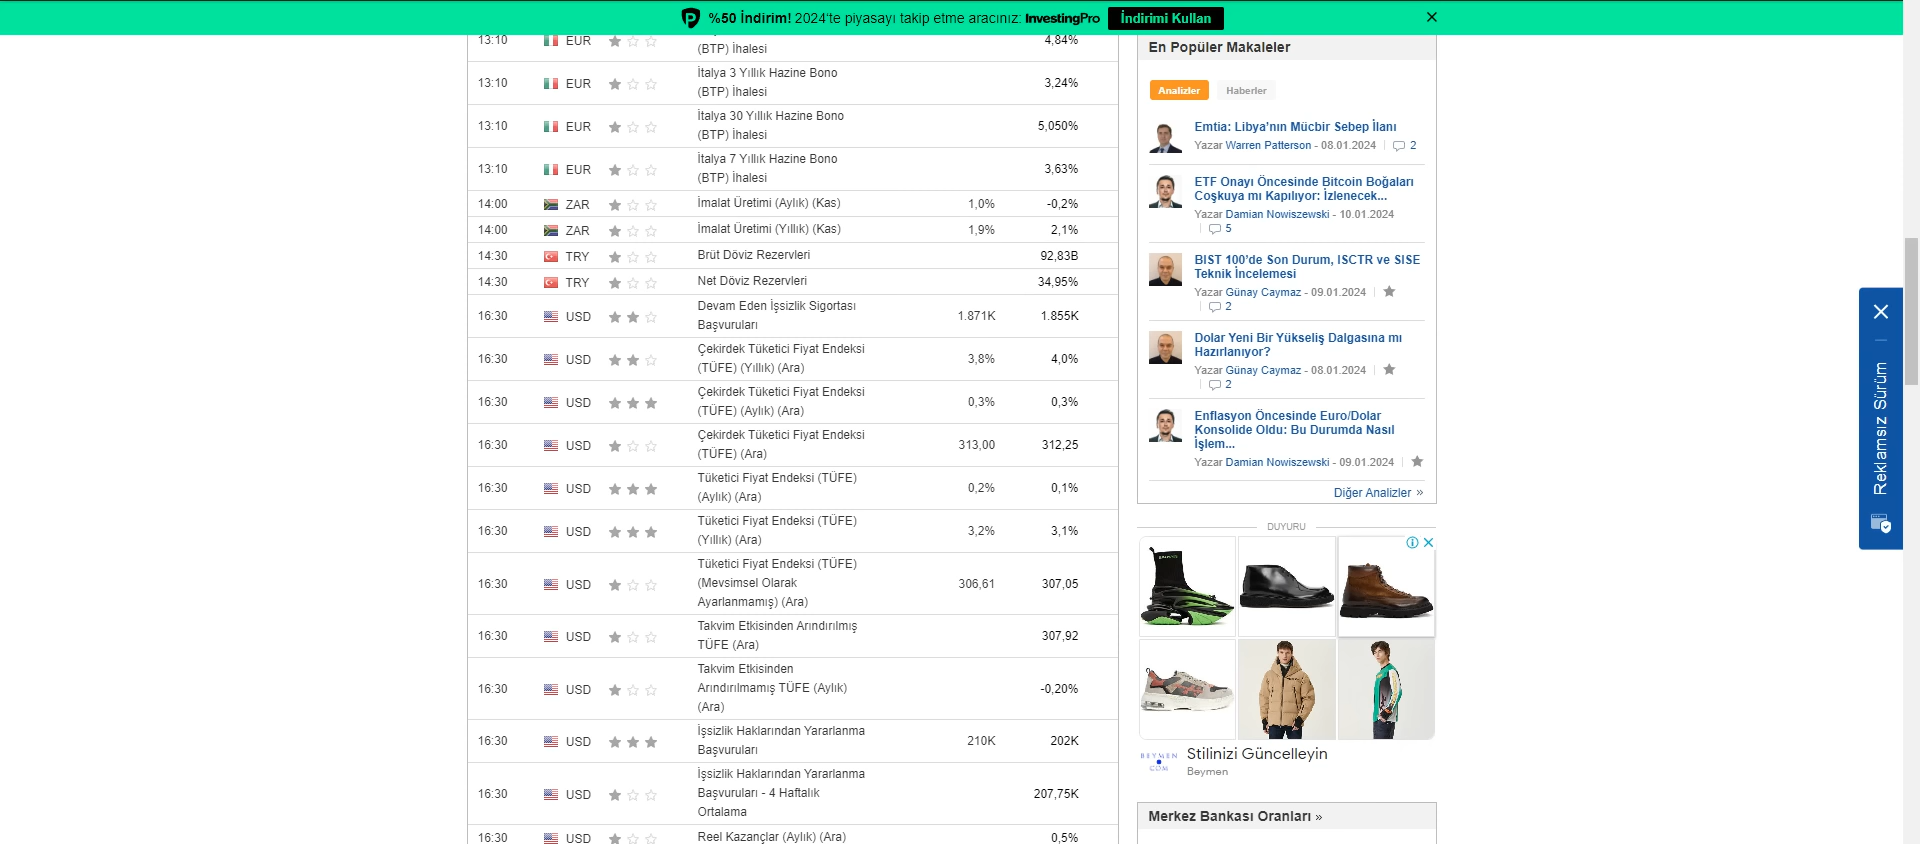 %50 İndirim! 2024'te piyasayı takip etme aracınız: InvestingPro İndirimi Kullan
13:10 EUR (BTP) İhalesi 4,84%
13:10 EUR İtalya 3 Yıllık Hazine Bono
(BTP) İhalesi 3,24%
13:10 EUR İtalya 30 Yıllık Hazine Bono
(BTP) İhalesi 5,050%
13:10 EUR İtalya 7 Yıllık Hazine Bono
(BTP) İhalesi 3,63%
14:00 ZAR İmalat Üretimi (Aylık) (Kas) 1,0% -0,2%
14:00 ZAR İmalat Üretimi (Yıllık) (Kas) 1,9% 2,1%
14:30 TRY Brüt Döviz Rezervleri 92,83B
14:30 TRY Net Döviz Rezervleri 34,95B
16:30 USD Devam Eden İşsizlik Sigortası
Başvuruları 1.871K 1.855K
16:30 USD Çekirdek Tüketici Fiyat Endeksi
(TÜFE) (Yıllık) (Ara) 3,8% 4,0%
16:30 USD Çekirdek Tüketici Fiyat Endeksi
(TÜFE) (Aylık) (Ara) 0,3% 0,3%
16:30 USD Çekirdek Tüketici Fiyat Endeksi
(TÜFE) (Ara) 313,00 312,25
16:30 USD Tüketici Fiyat Endeksi (TÜFE)
(Aylık) (Ara) 0,2% 0,1%
16:30 USD Tüketici Fiyat Endeksi (TÜFE)
(Yıllık) (Ara) 3,2% 3,1%
16:30 USD Tüketici Fiyat Endeksi (TÜFE)
(Mevsimsel Olarak
Ayarlanmamış) (Ara) 306,61 307,05
16:30 USD Takvim Etkisinden Arındırılmış
TÜFE (Ara) 307,92
16:30 USD Takvim Etkisinden
Arındırılmamış TÜFE (Aylık)
(Ara) -0,20%
16:30 USD İşsizlik Haklarından Yararlanma
Başvuruları 210K 202K
16:30 USD İşsizlik Haklarından Yararlanma
Başvuruları - 4 Haftalık
Ortalama 207,75K
16:30 USD Reel Kazançlar (Aylık) (Ara) 0,5%
En Popüler Makaleler
Analizler Haberler
Emtia: Libya'nın Mücbir Sebep İlanı
Yazar Warren Patterson - 08.01.2024 2
ETF Onayı Öncesinde Bitcoin Boğaları
Coşkuya mı Kapılıyor: İzlenecek...
Yazar Damian Nowiszewski - 10.01.2024
5
BIST 100'de Son Durum, ISCTR ve SISE
Teknik İncelemesi
Yazar Günay Caymaz - 09.01.2024
2
Dolar Yeni Bir Yükseliş Dalgasına mı
Hazırlanıyor?
Yazar Günay Caymaz - 08.01.2024
2
Enflasyon Öncesinde Euro/Dolar
Konsolide Oldu: Bu Durumda Nasıl
İşlem...
Yazar Damian Nowiszewski - 09.01.2024
Diğer Analizler »
DUYURU
BEYMEN
COM
Stilinizi Güncelleyin
Beymen
Merkez Bankası Oranları »
Reklamsız Sürüm